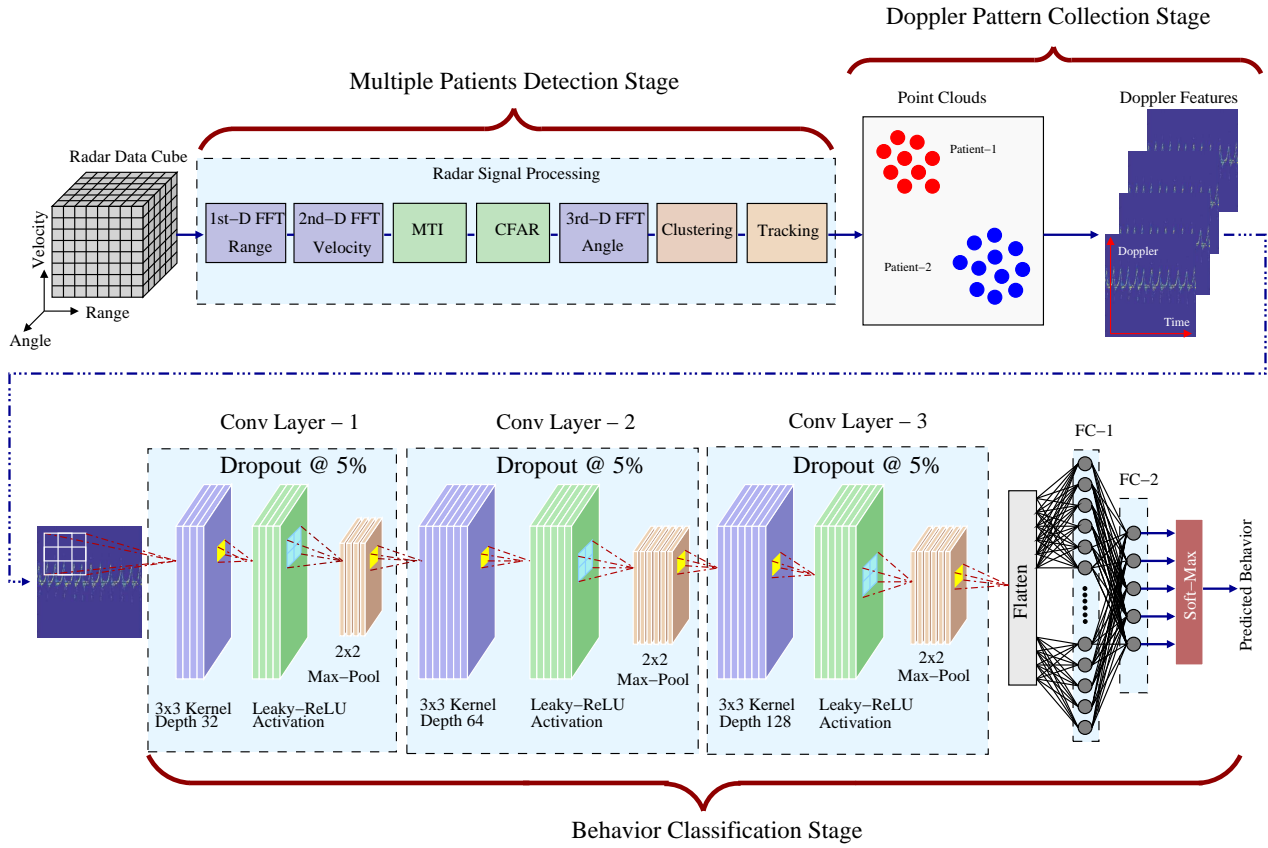 Doppler Pattern Collection Stage
Multiple Patients Detection Stage
Point Clouds
Doppler Features
Radar Data Cube
Radar Signal Processing
Patient–1
Patient–2
1st–D FFT
Range
2nd–D FFT
Velocity
MTI
CFAR
3rd–D FFT
Angle
Clustering
Tracking
Velocity
Range
Angle
Doppler
Time
Conv Layer – 1
Conv Layer – 2
Conv Layer – 3
Dropout @ 5%
Dropout @ 5%
Dropout @ 5%
FC–1
FC–2
2x2
Max–Pool
2x2
Max–Pool
2x2
Max–Pool
3x3 Kernel
Depth 32
Leaky–ReLU
Activation
3x3 Kernel
Depth 64
Leaky–ReLU
Activation
3x3 Kernel
Depth 128
Leaky–ReLU
Activation
Flatten
Soft–Max
Predicted Behavior
Behavior Classification Stage